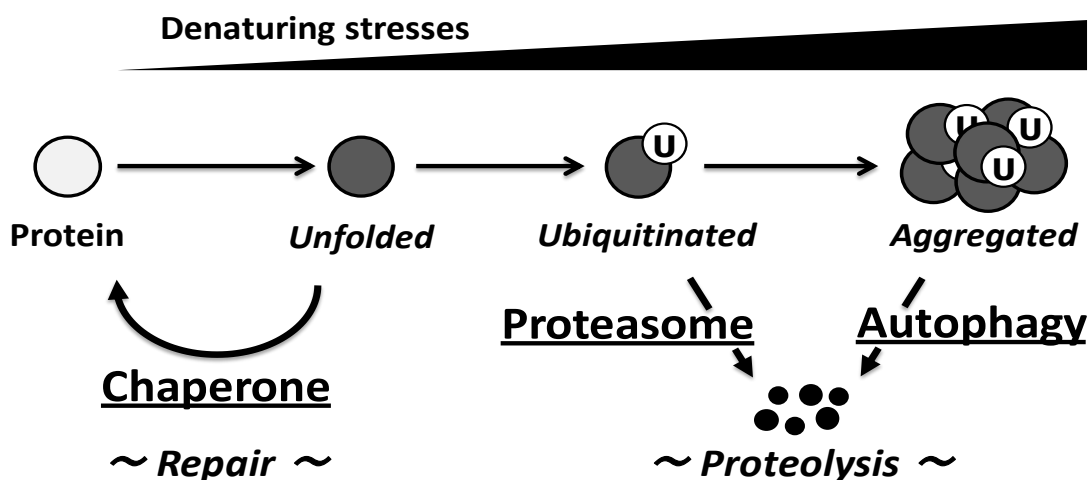 Denaturing stresses
U
U
U
U
Protein
Unfolded
Ubiquitinated
Aggregated
Proteasome
Autophagy
Chaperone
~ Repair ~
~ Proteolysis ~